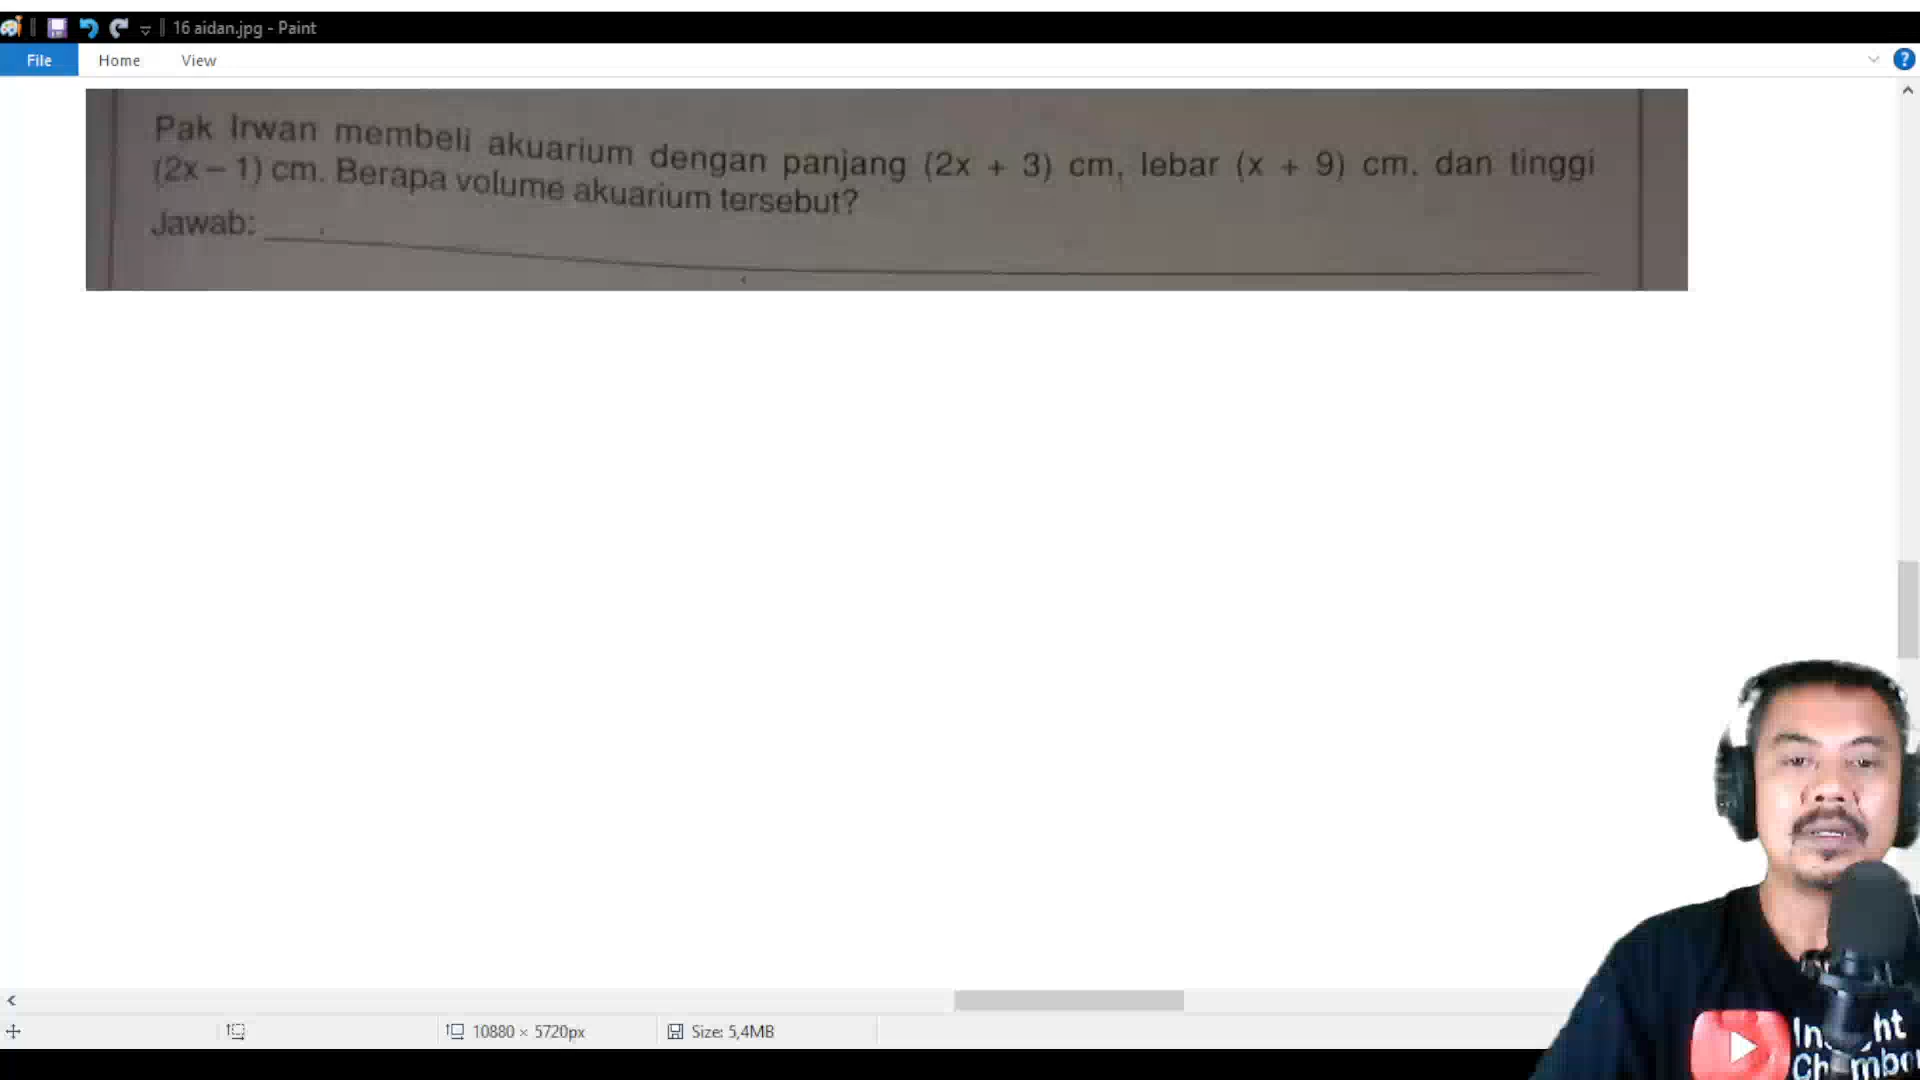 16 aidan.jpg - Paint
File Home View
Pak Irwan membeli akuarium dengan panjang (2x + 3) cm, lebar (x + 9) cm, dan tinggi
(2x – 1) cm. Berapa volume akuarium tersebut?
Jawab:
10880 × 5720px Size: 5,4MB